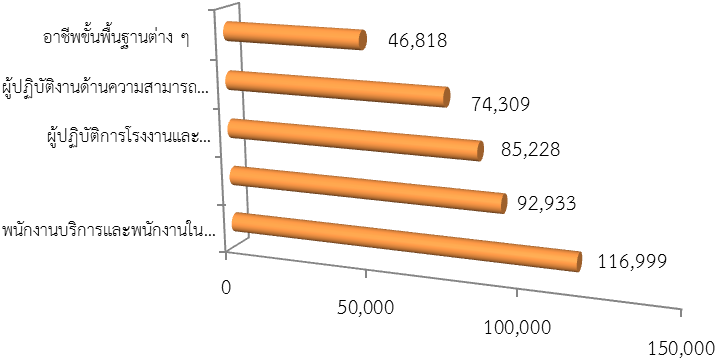 อาชีพขั้นพื้นฐานต่าง ๆ
46,818
ผู้ปฏิบัติงานด้านความสามารถ...
74,309
ผู้ปฏิบัติการโรงงานและ...
85,228
92,933
พนักงานบริการและพนักงานใน...
116,999
0
50,000
100,000
150,000